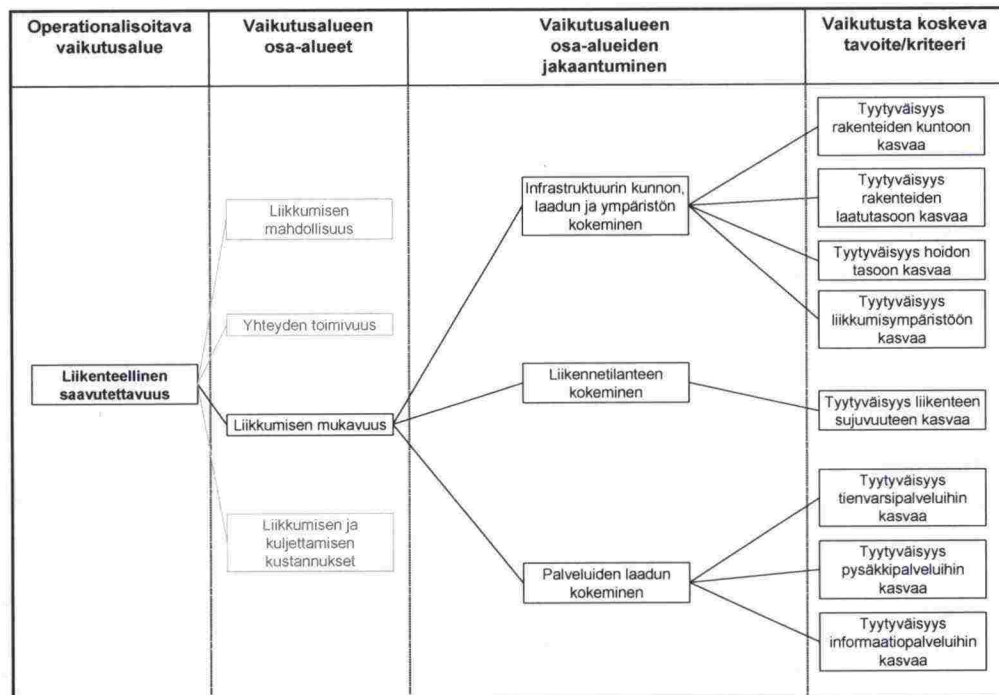 Operationalisoitava
vaikutusalue
Vaikutusalueen
osa-alueet
Vaikutusalueen
osa-alueiden
jakaantuminen
Vaikutusta koskeva
tavoite/kriteeri
Liikenteellinen
saavutettavuus
Liikkumisen
mahdollisuus
Yhteyden toimivuus
Liikkumisen mukavuus
Liikkumisen ja
kuljettamisen
kustannukset
Infrastruktuurin kunnon,
laadun ja ympäristön
kokeminen
Liikennetilanteen
kokeminen
Palveluiden laadun
kokeminen
Tyytyväisyys
rakenteiden kuntoon
kasvaa
Tyytyväisyys
rakenteiden
laatutasoon kasvaa
Tyytyväisyys hoidon
tasoon kasvaa
Tyytyväisyys
liikkumisympäristöön
kasvaa
Tyytyväisyys liikenteen
sujuvuuteen kasvaa
Tyytyväisyys
tienvarsipalveluihin
kasvaa
Tyytyväisyys
pysäkkipalveluihin
kasvaa
Tyytyväisyys
informaatiopalveluihin
kasvaa